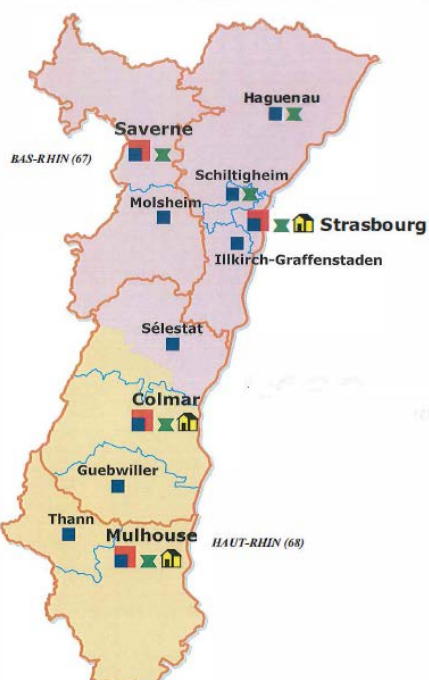 Haguenau
Saverne
BAS-RHIN (67)
Schiltigheim
Molsheim
Strasbourg
Illkirch-Graffenstaden
Sélestat
Colmar
Guebwiller
Thann
Mulhouse
HAUT-RHIN (68)